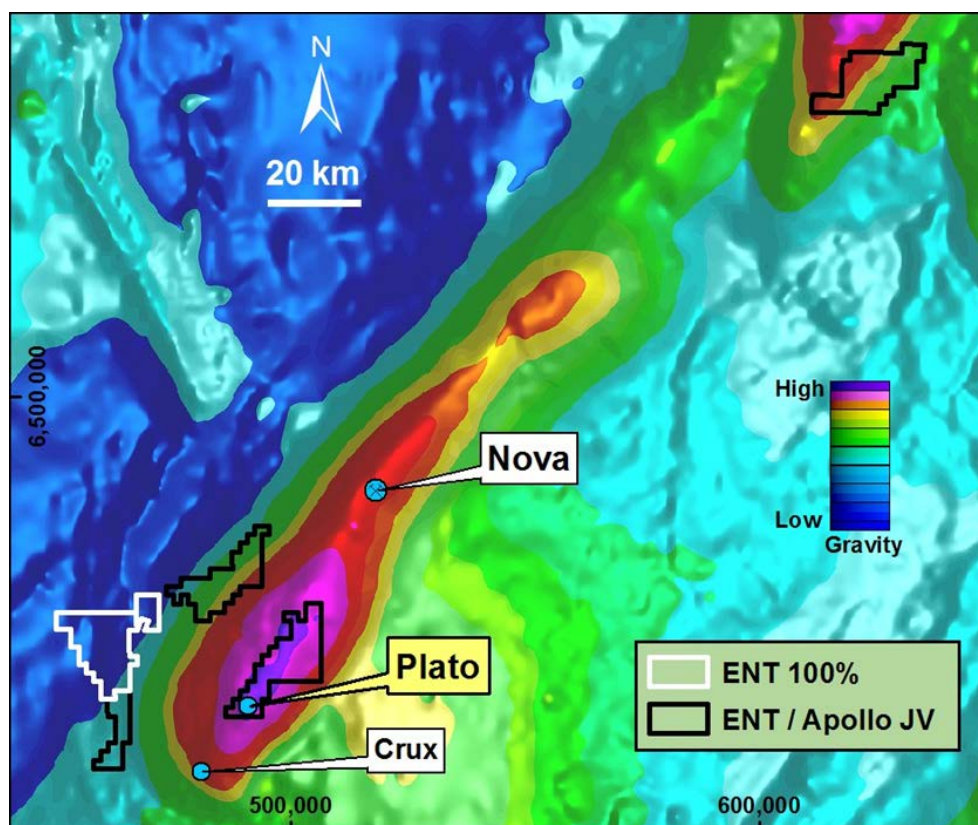 N
20 km
6,500,000
High
Nova
Low
Gravity
Plato
ENT 100%
ENT / Apollo JV
Crux
500,000
600,000